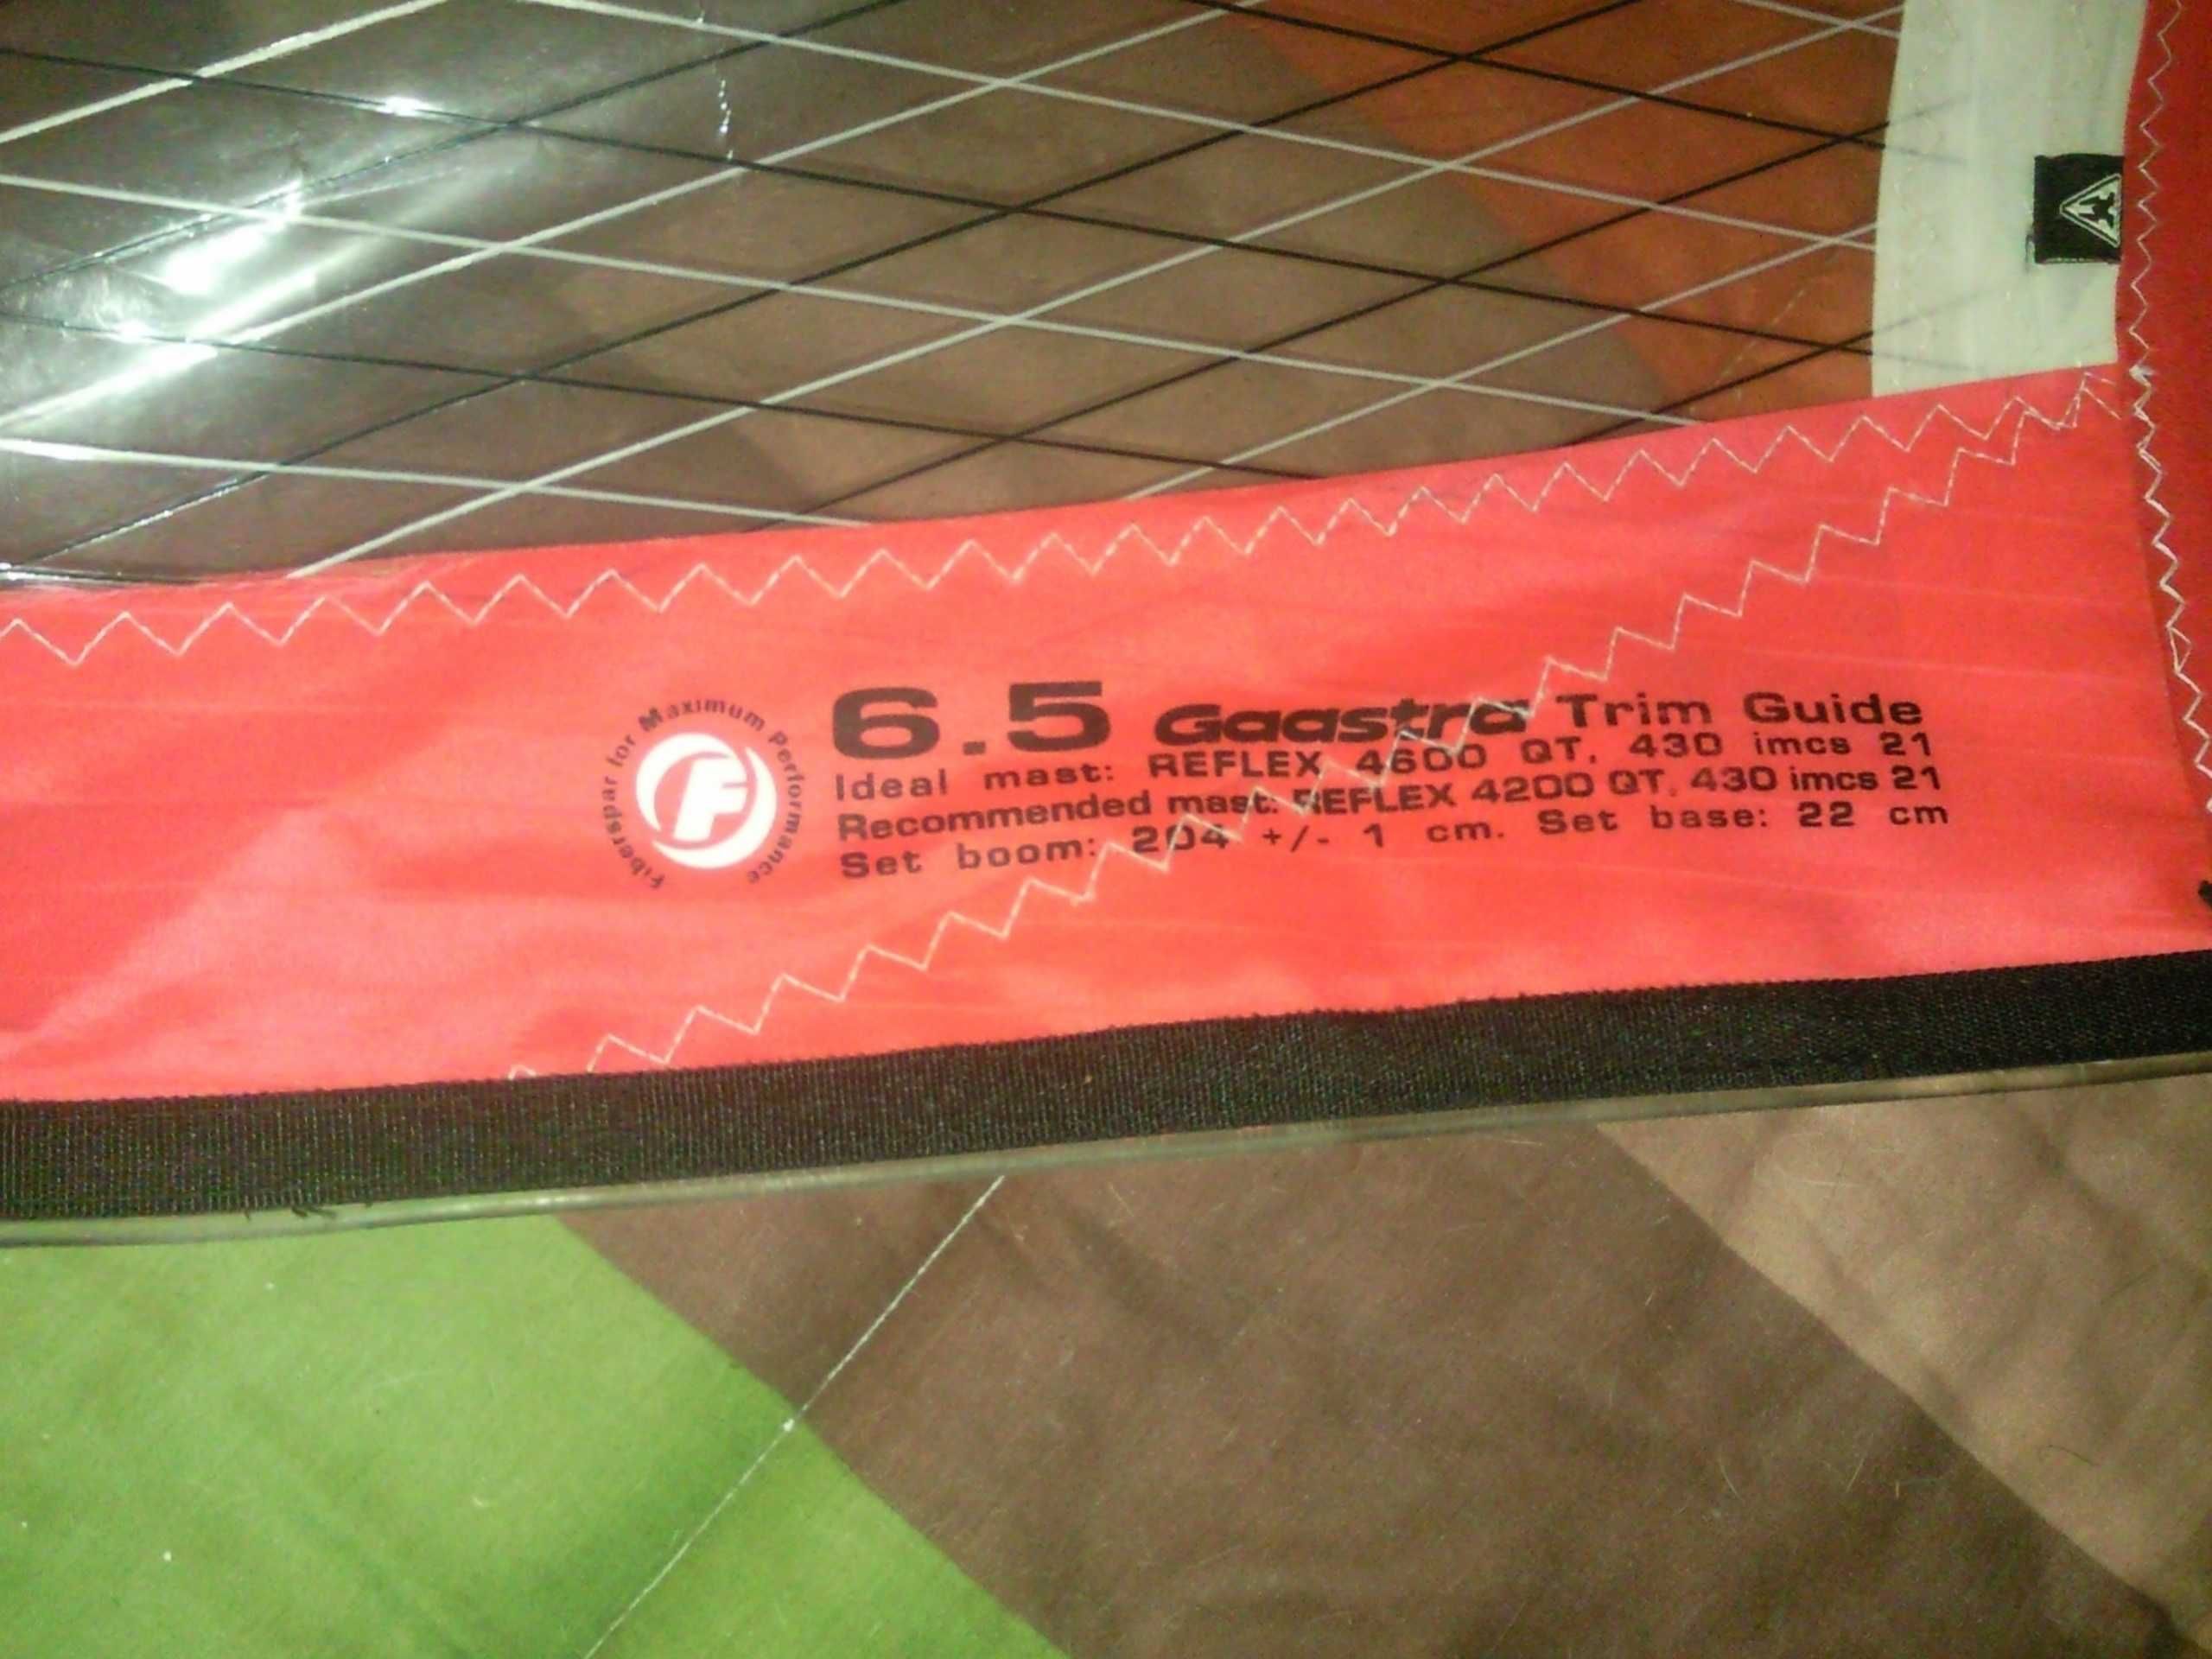 Fiberspar for Maximum Performance
F
6.5 Gaastra Trim Guide
Ideal mast: REFLEX 4600 QT, 430 imcs 21
Recommended mast: REFLEX 4200 QT, 430 imcs 21
Set boom: 204 +/- 1 cm. Set base: 22 cm